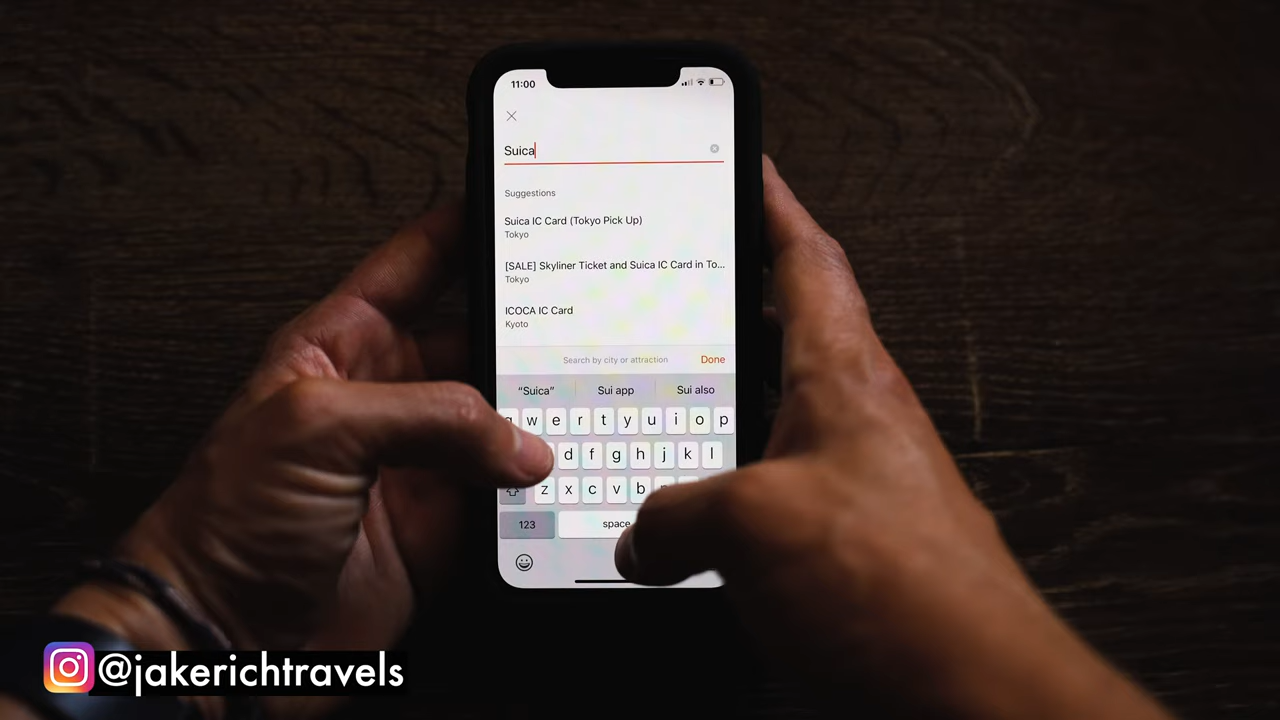 11:00
Suica
Suggestions
Suica IC Card (Tokyo Pick Up)
Tokyo
[SALE] Skyliner Ticket and Suica IC Card in To...
Tokyo
ICOCA IC Card
Kyoto
Search by city or attraction
Done
“Suica”
Sui app
Sui also
q w e r t y u i o p
d f g h j k l
z x c v b
123
space
@jakerichtravels